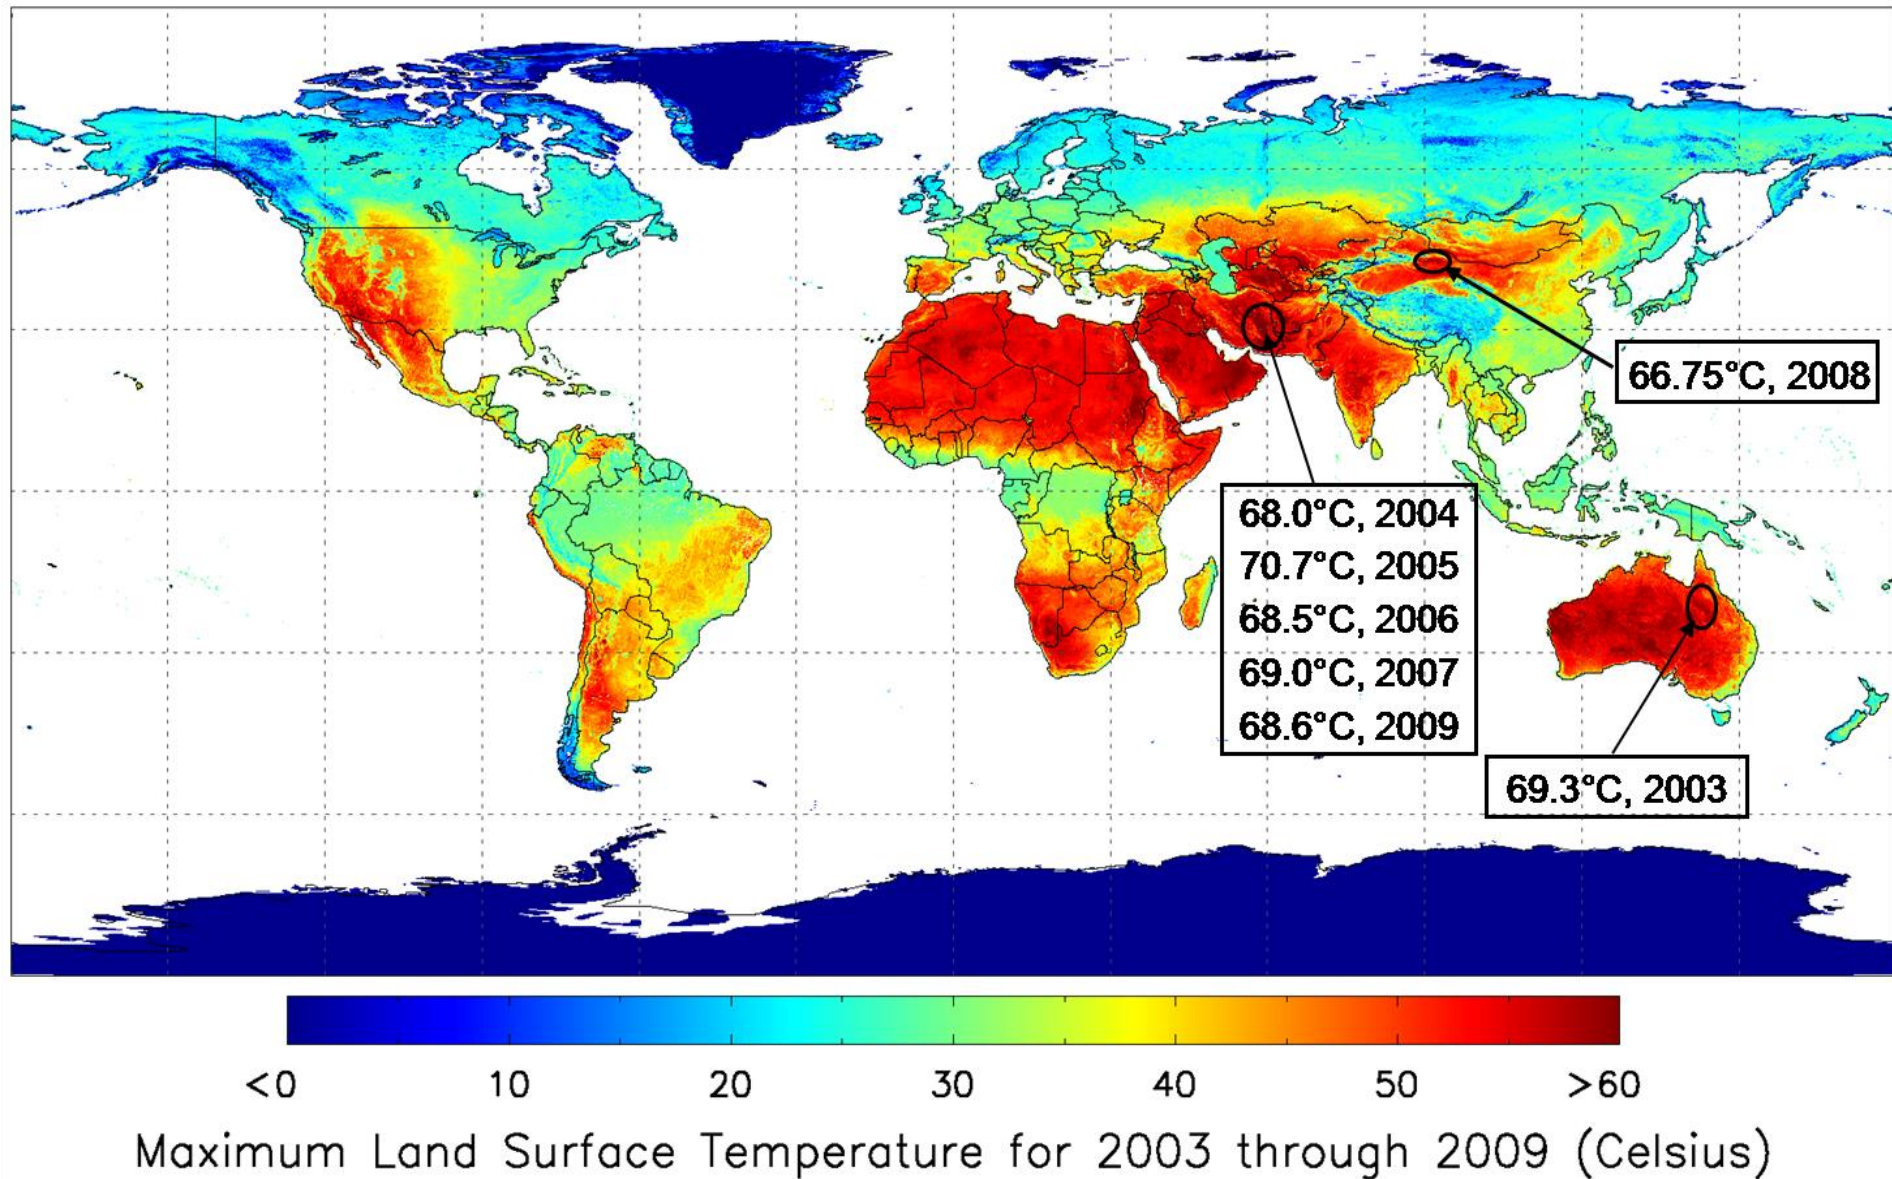 66.75°C, 2008
68.0°C, 2004
70.7°C, 2005
68.5°C, 2006
69.0°C, 2007
68.6°C, 2009
69.3°C, 2003
<0 10 20 30 40 50 >60
Maximum Land Surface Temperature for 2003 through 2009 (Celsius)